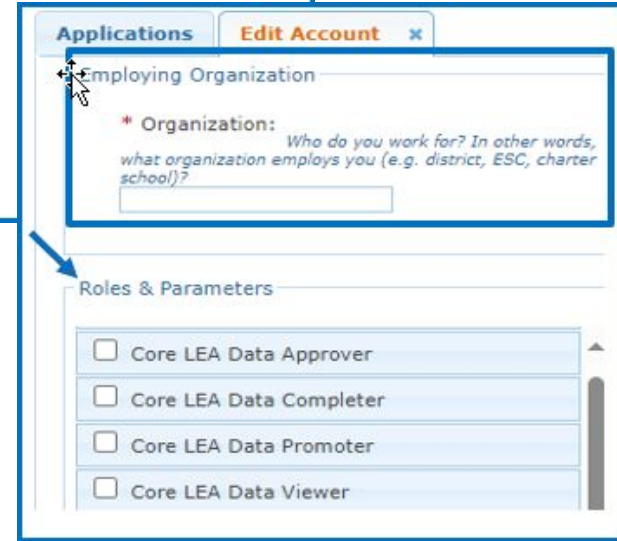 Applications Edit Account ×
Employing Organization
* Organization:
Who do you work for? In other words,
what organization employs you (e.g. district, ESC, charter
school)?
Roles & Parameters
Core LEA Data Approver
Core LEA Data Completer
Core LEA Data Promoter
Core LEA Data Viewer